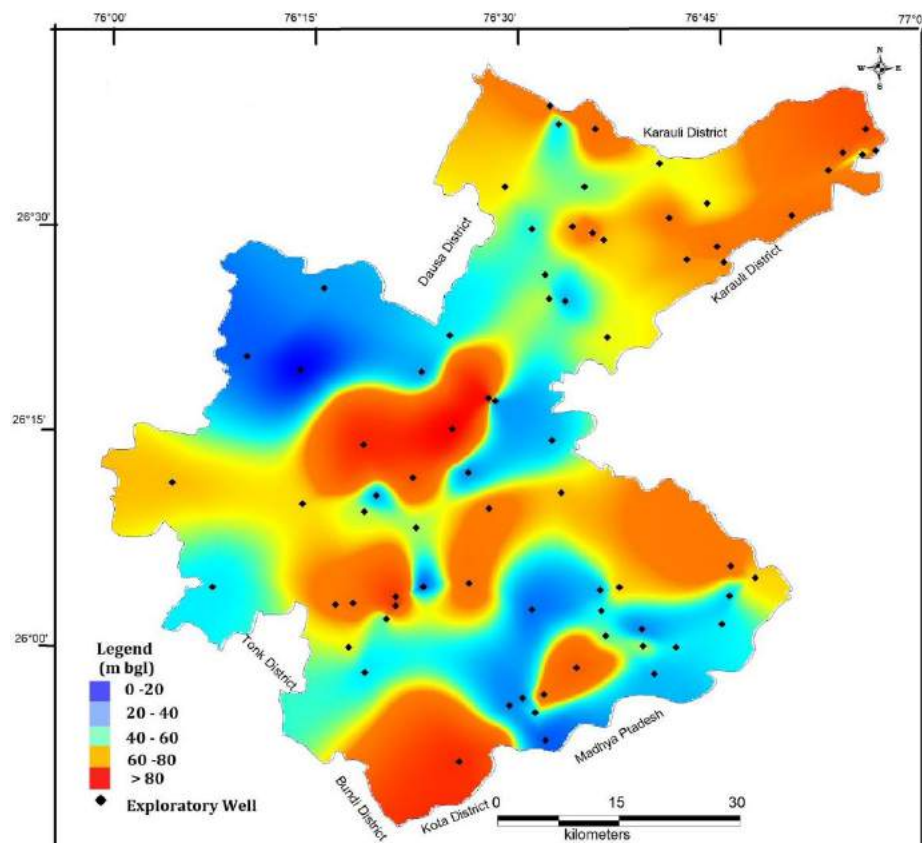 76°00' 76°15' 76°30' 76°45' 77°0
N
W E
S
Karauli District
26°30'
Dausa District
Karauli District
26°15'
26°00'
Tonk District
Legend
(m bgl)
0 -20
20 - 40
40 - 60
60 -80
> 80
Exploratory Well
Madhya Ptadesh
Bundi District
Kota District
0 15 30
kilometers